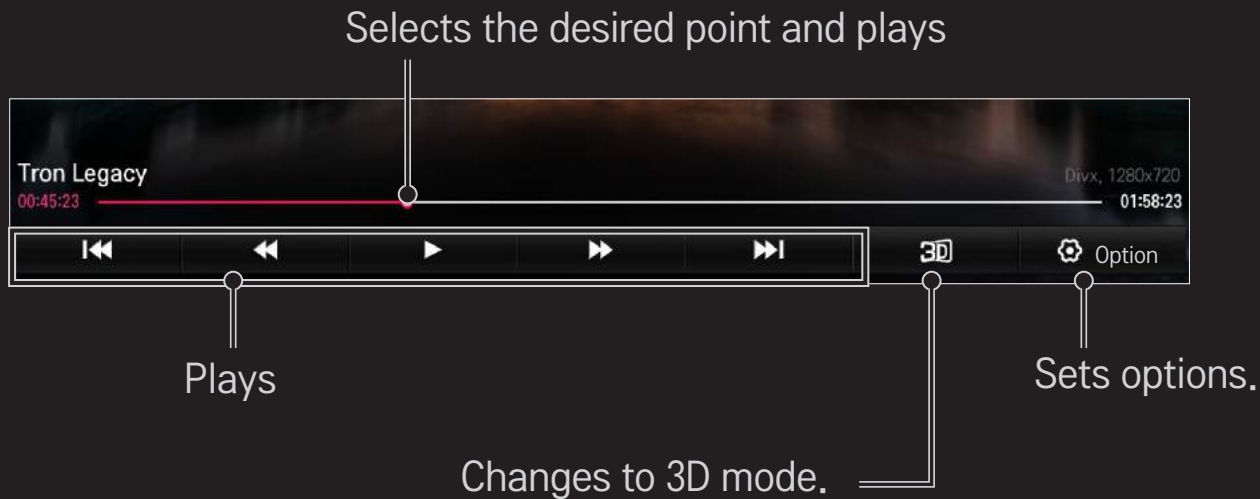 Selects the desired point and plays
Tron Legacy
Divx, 1280x720
00:45:23
01:58:23
3D
Option
Plays
Sets options.
Changes to 3D mode.